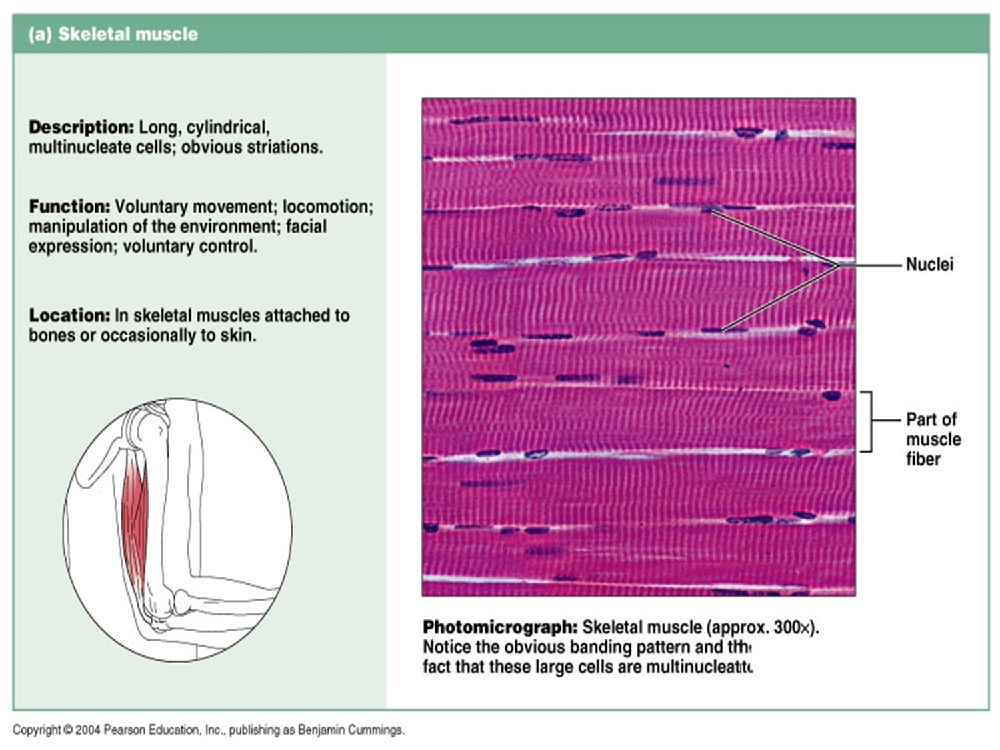 (a) Skeletal muscle
Description: Long, cylindrical,
multinucleate cells; obvious striations.
Function: Voluntary movement; locomotion;
manipulation of the environment; facial
expression; voluntary control.
Location: In skeletal muscles attached to
bones or occasionally to skin.
Nuclei
Part of
muscle
fiber
Photomicrograph: Skeletal muscle (approx. 300×).
Notice the obvious banding pattern and
fact that these large cells are
Copyright © 2004 Pearson Education, Inc., publishing as Benjamin Cummings.